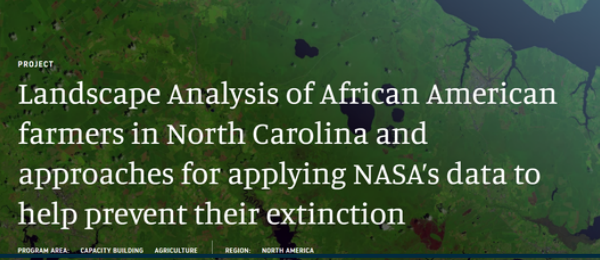 PROJECT
Landscape Analysis of African American
farmers in North Carolina and
approaches for applying NASA's data to
help prevent their extinction
PROGRAM AREA: CAPACITY BUILDING AGRICULTURE REGION: NORTH AMERICA